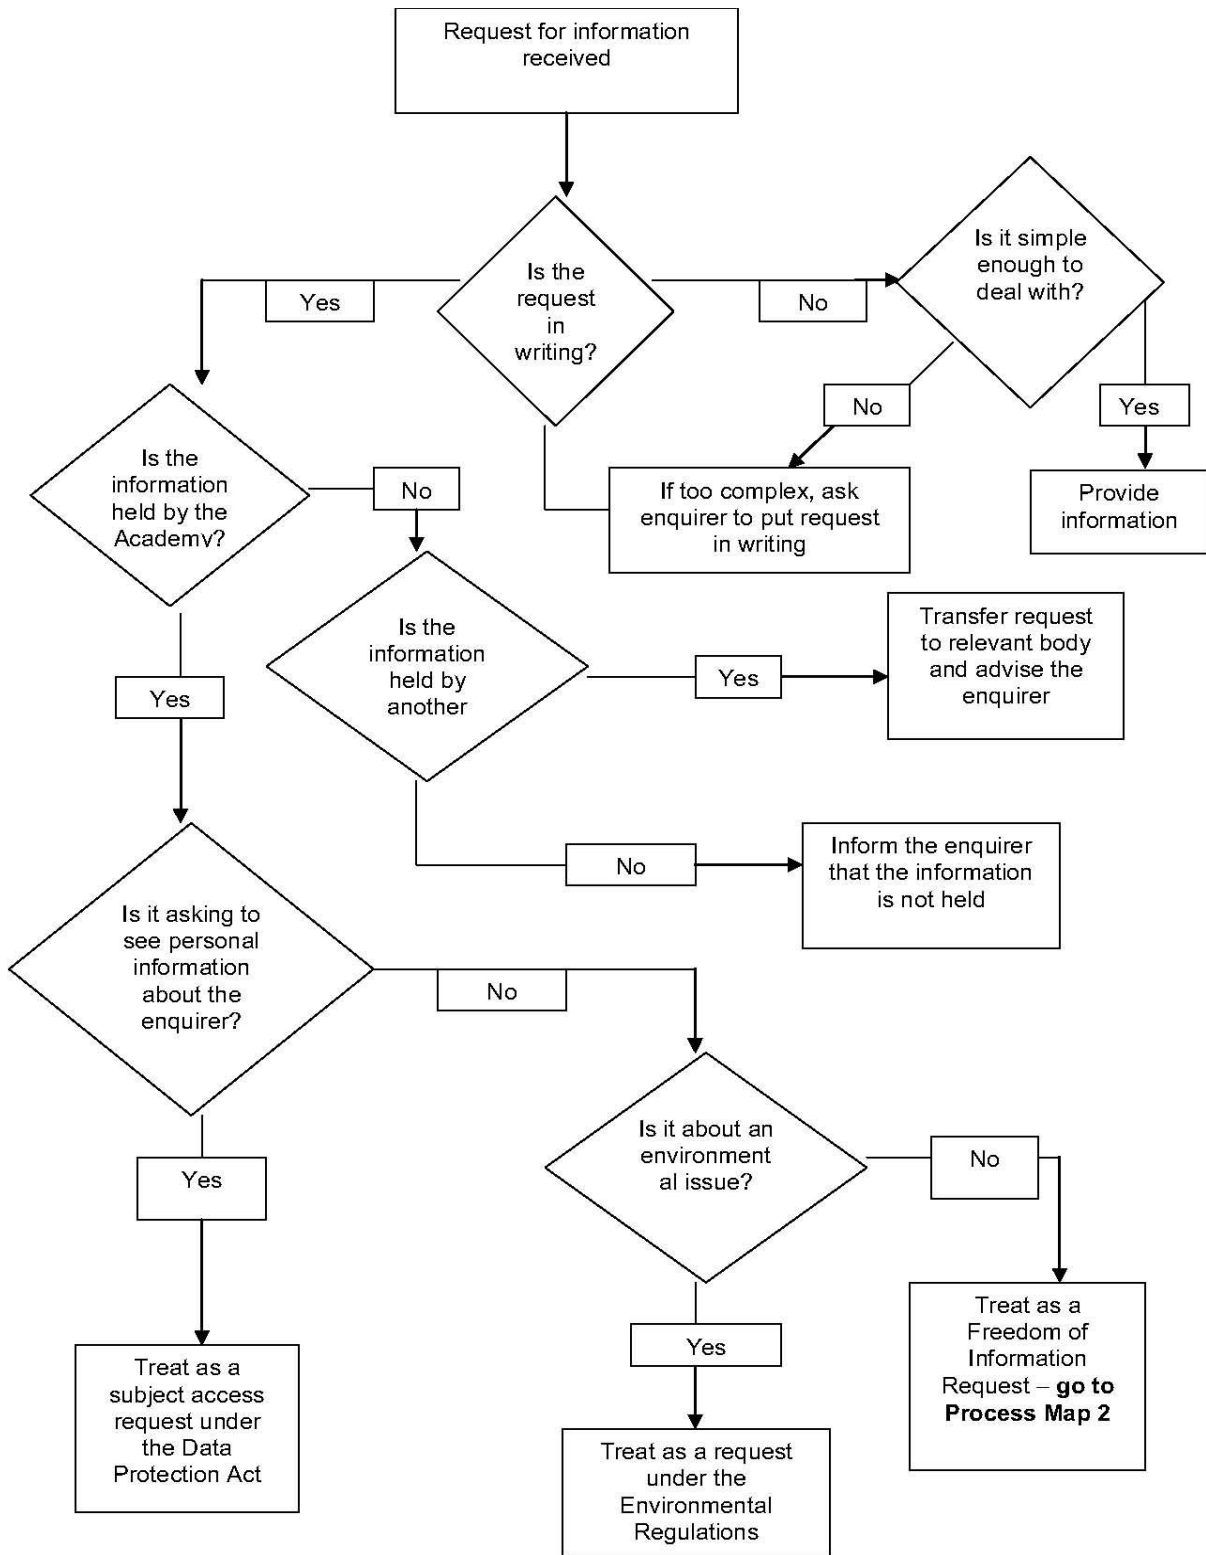 Request for information
received
Is the
request
in
writing?
Yes
No
Is it simple
enough to
deal with?
No
Yes
If too complex, ask
enquirer to put request
in writing
Provide
information
Is the
information
held by the
Academy?
No
Yes
Is the
information
held by
another
Yes
Transfer request
to relevant body
and advise the
enquirer
No
Inform the enquirer
that the information
is not held
Is it asking to
see personal
information
about the
enquirer?
No
Yes
Is it about an
environment
al issue?
No
Yes
Treat as a
Freedom of
Information
Request – go to
Process Map 2
Treat as a
subject access
request under
the Data
Protection Act
Treat as a request
under the
Environmental
Regulations